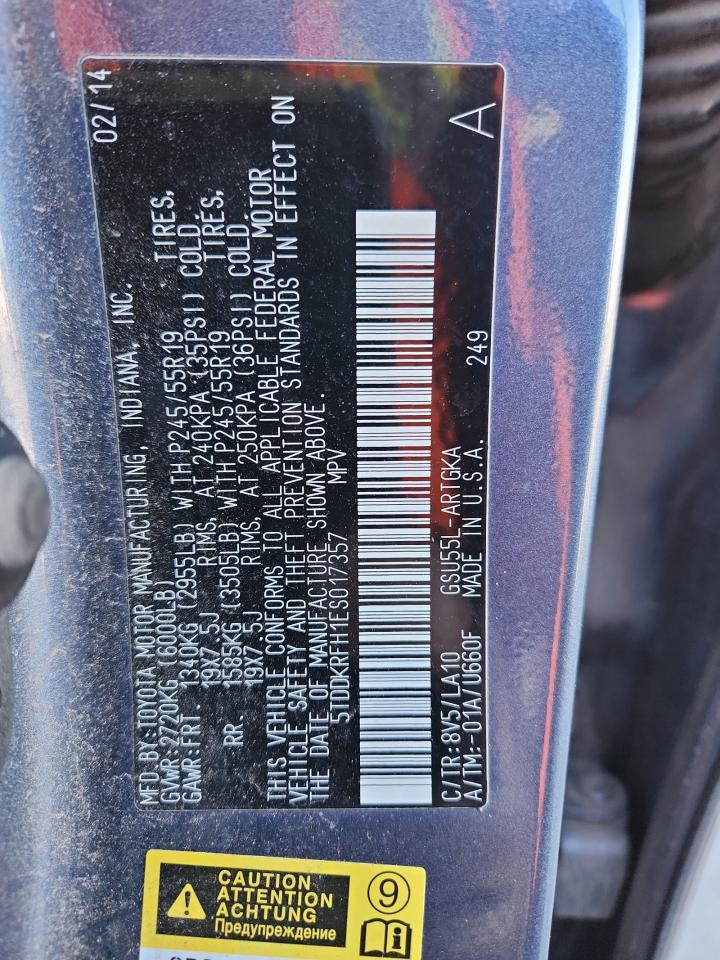 MFD.BY:TOYOTA MOTOR MANUFACTURING, INDIANA, INC. 02/14
GVWR:2720KG (6000LB)
GAWR:FRT. 1340KG (2955LB) WITH P245/55R19 TIRES,
19X7.5J RIMS, AT 240KPA (35PSI) COLD.
RR. 1585KG (3505LB) WITH P245/55R19 TIRES,
19X7.5J RIMS, AT 250KPA (36PSI) COLD.
THIS VEHICLE CONFORMS TO ALL APPLICABLE FEDERAL MOTOR
VEHICLE SAFETY AND THEFT PREVENTION STANDARDS IN EFFECT ON
THE DATE OF MANUFACTURE SHOWN ABOVE.
5TDDKRFH1ES017357 MPV
C/TR:8V5/LA10 GSU55L-ARTGKA
A/TM:-01A/U660F MADE IN U.S.A. 249 A
CAUTION
ATTENTION
ACHTUNG
Предупреждение
9